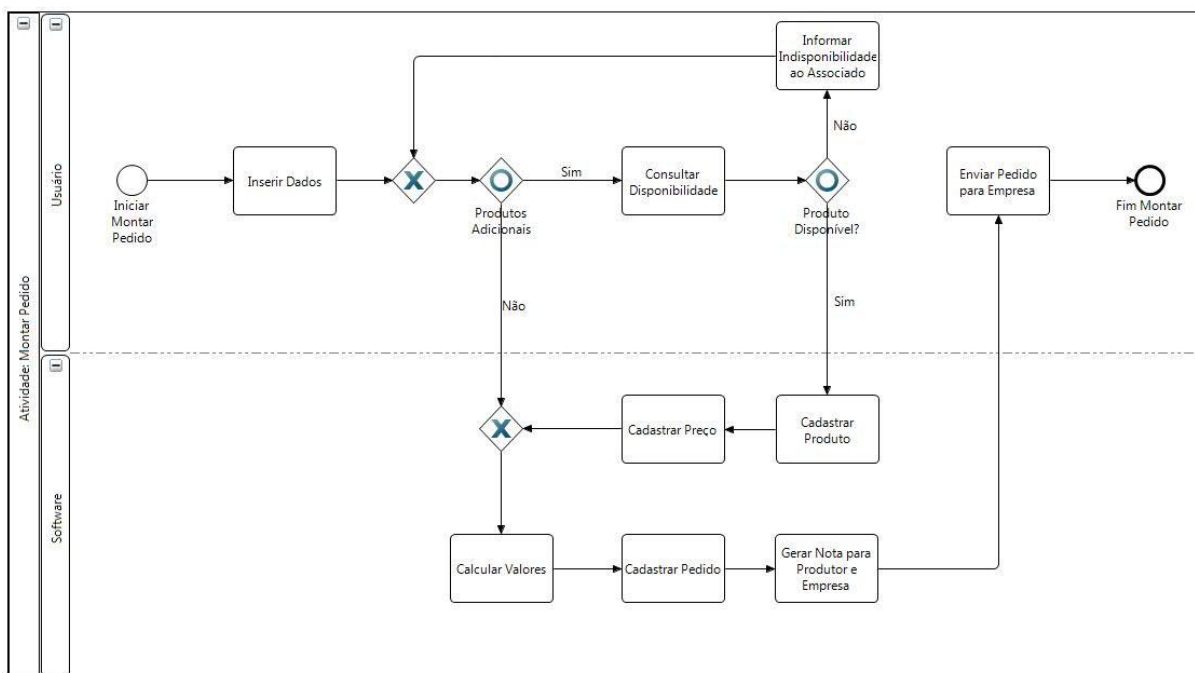 Atividade: Montar Pedido
Usuário
Informar
Indisponibilidade
ao Associado
Não
Iniciar
Montar
Pedido
Inserir Dados
Produtos
Adicionais
Sim
Consultar
Disponibilidade
Produto
Disponível?
Enviar Pedido
para Empresa
Fim Montar
Pedido
Não
Sim
Software
Cadastrar Preço
Cadastrar
Produto
Calcular Valores
Cadastrar Pedido
Gerar Nota para
Produtor e
Empresa